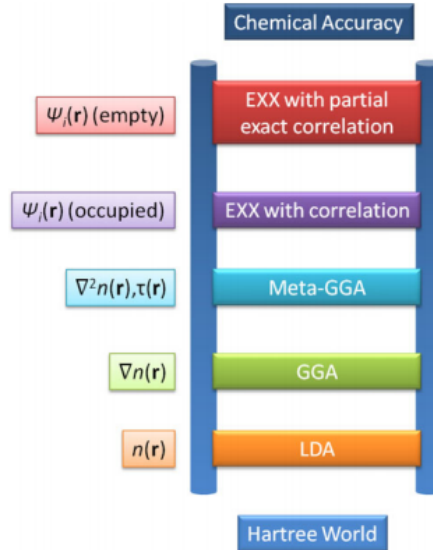 Chemical Accuracy
Ψᵢ(r) (empty)
EXX with partial
exact correlation
Ψᵢ(r) (occupied)
EXX with correlation
∇²n(r),τ(r)
Meta-GGA
∇n(r)
GGA
n(r)
LDA
Hartree World